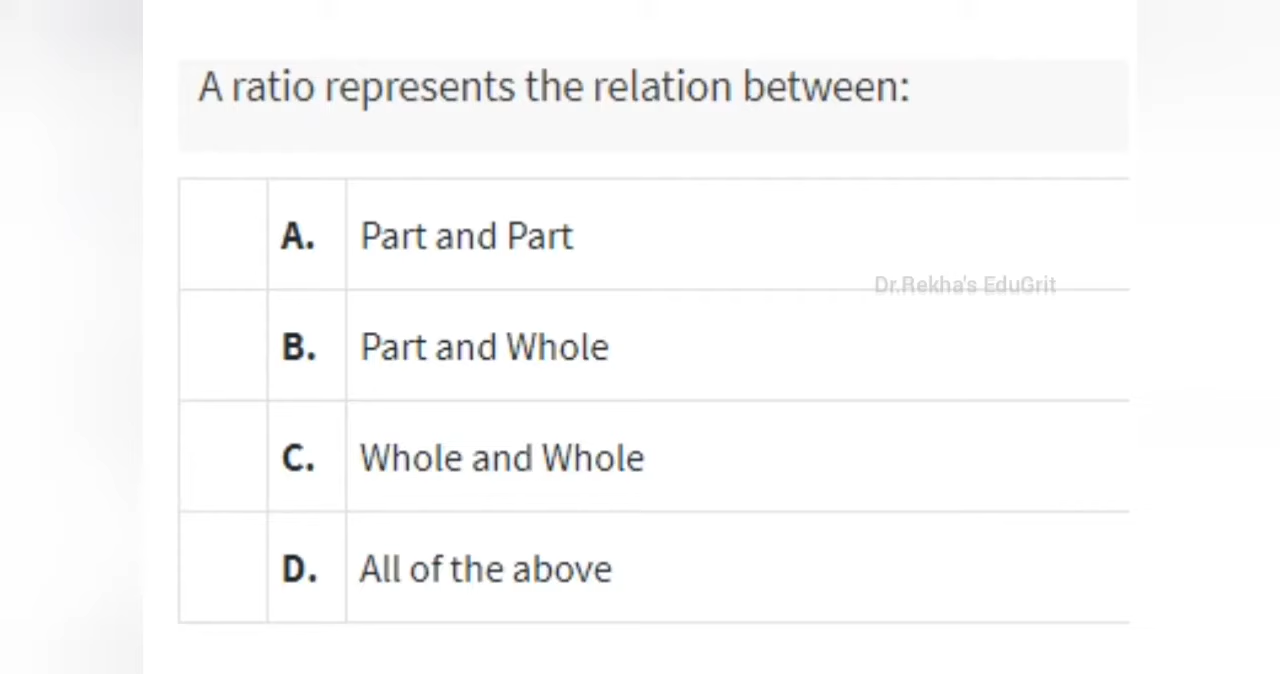 A ratio represents the relation between:
A. Part and Part
Dr.Rekha's EduGrit
B. Part and Whole
C. Whole and Whole
D. All of the above